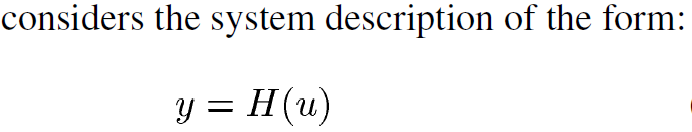 considers the system description of the form:
y = H(u)